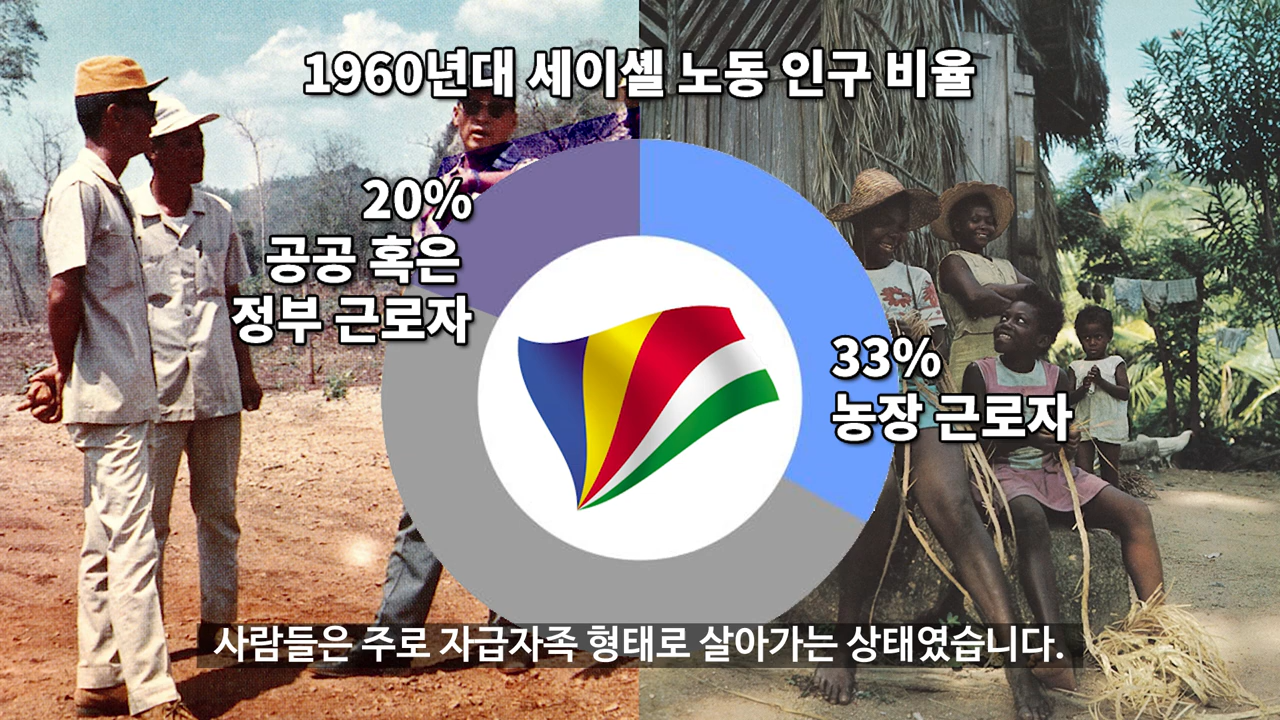 1960년대 세이셸 노동 인구 비율
20%
공공 혹은
정부 근로자
33%
농장 근로자
사람들은 주로 자급자족 형태로 살아가는 상태였습니다.